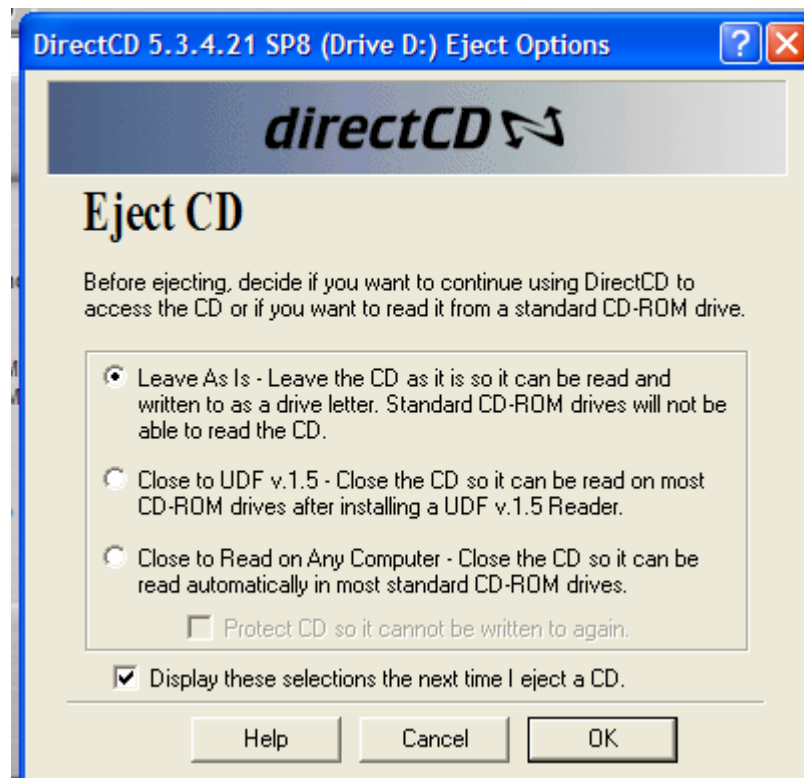 DirectCD 5.3.4.21 SP8 (Drive D:) Eject Options
directCD
Eject CD
Before ejecting, decide if you want to continue using DirectCD to
access the CD or if you want to read it from a standard CD-ROM drive.
Leave As Is - Leave the CD as it is so it can be read and
written to as a drive letter. Standard CD-ROM drives will not be
able to read the CD.
Close to UDF v.1.5 - Close the CD so it can be read on most
CD-ROM drives after installing a UDF v.1.5 Reader.
Close to Read on Any Computer - Close the CD so it can be
read automatically in most standard CD-ROM drives.
Protect CD so it cannot be written to again.
Display these selections the next time I eject a CD.
Help Cancel OK